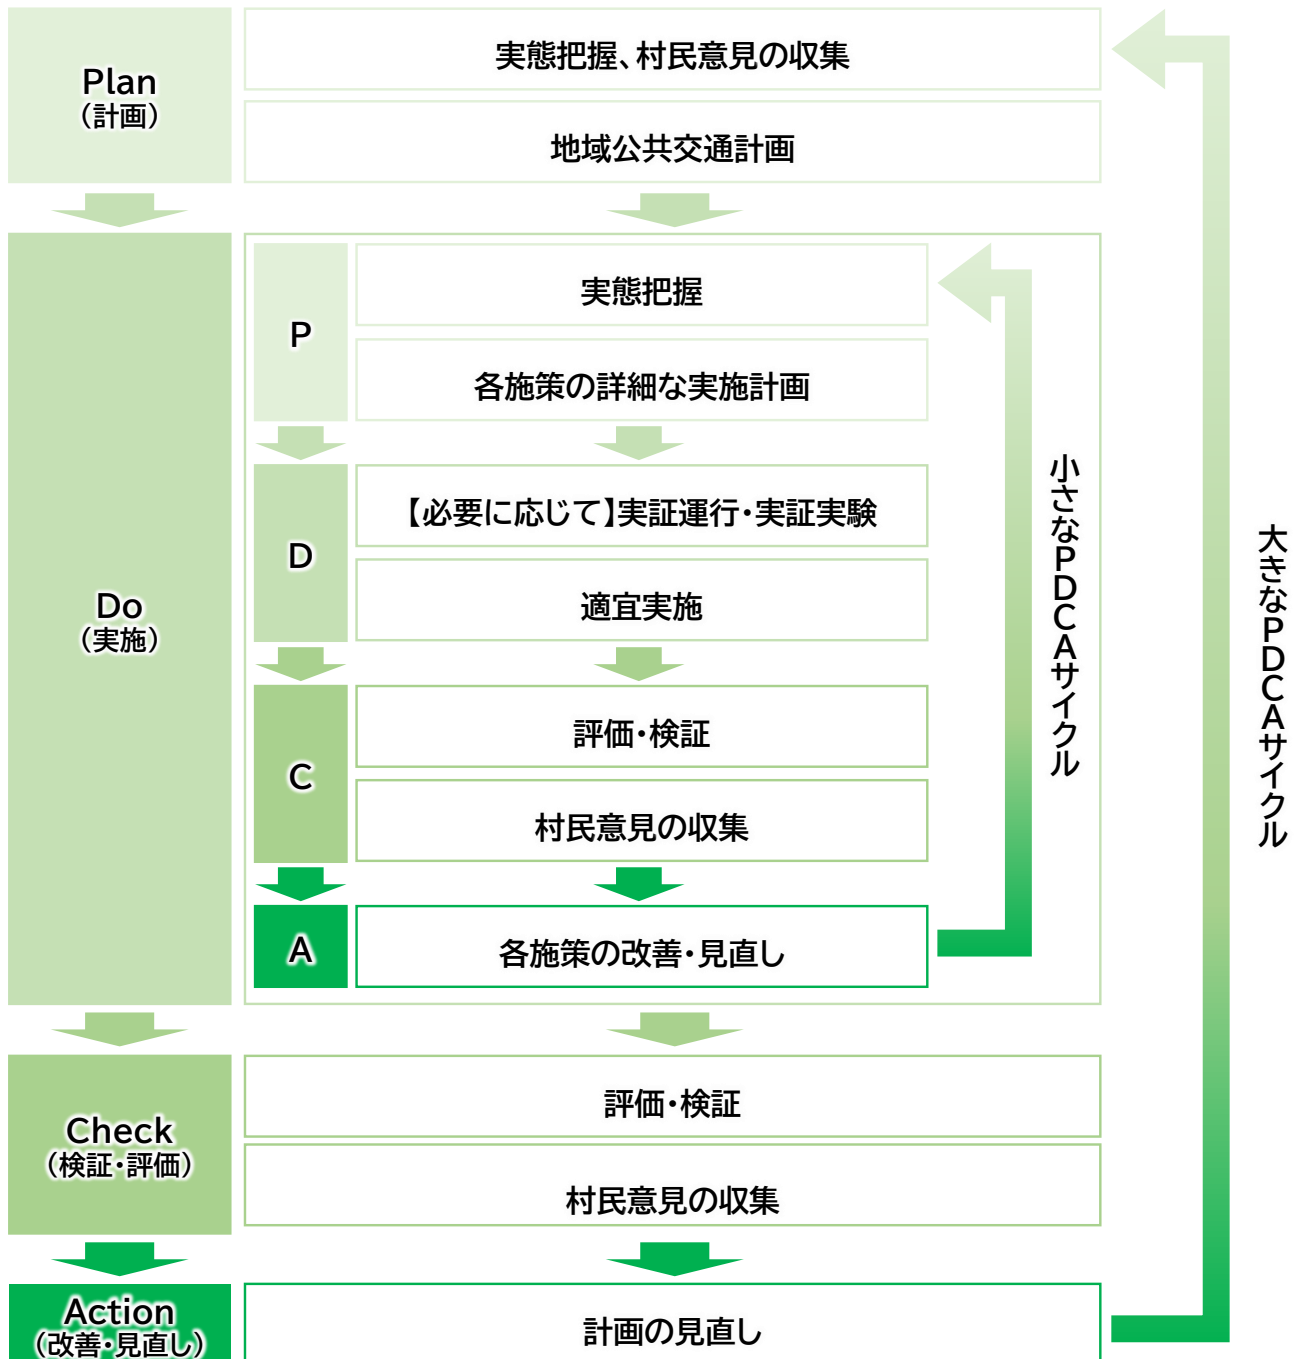 Plan
（計画）
実態把握、村民意見の収集
地域公共交通計画
Do
（実施）
P
実態把握
各施策の詳細な実施計画
D
【必要に応じて】実証運行・実証実験
適宜実施
C
評価・検証
村民意見の収集
A
各施策の改善・見直し
小さなPDCAサイクル
大きなPDCAサイクル
Check
（検証・評価）
評価・検証
村民意見の収集
Action
（改善・見直し）
計画の見直し